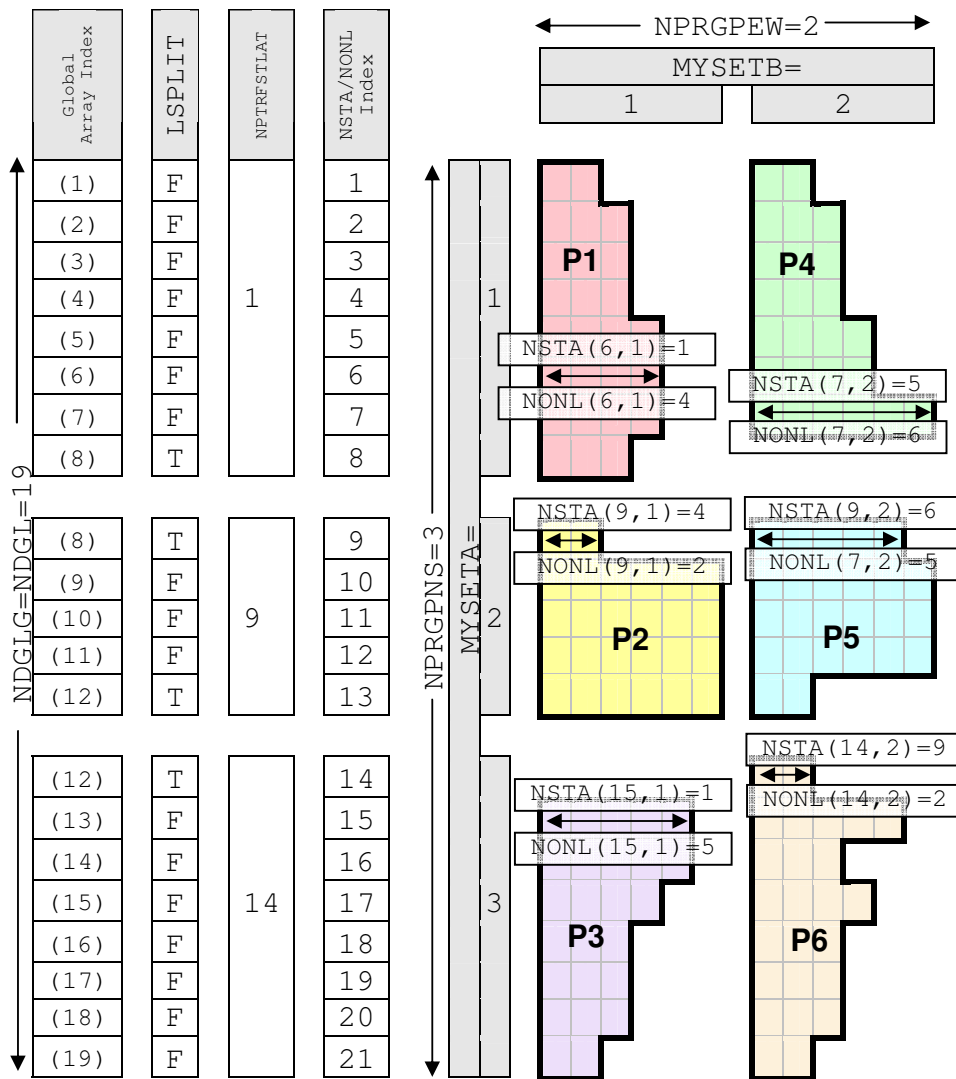 Global Array Index
LSPLIT
NPTRFSTLAT
NSTA/NONL Index
NPRGPEW=2
MYSETB=
1 2
NDGLG=NDGL=19
NPRGPNS=3
MYSETA=
(1) F 1
(2) F 2
(3) F 3
(4) F 4
(5) F 5
(6) F 6
(7) F 7
(8) T 8
1
1
P1
P4
NSTA(6,1)=1
NONL(6,1)=4
NSTA(7,2)=5
NONL(7,2)=6
(8) T 9
(9) F 10
(10) F 11
(11) F 12
(12) T 13
9
2
NSTA(9,1)=4
NONL(9,1)=2
NSTA(9,2)=6
NONL(7,2)=5
P2
P5
(12) T 14
(13) F 15
(14) F 16
(15) F 17
(16) F 18
(17) F 19
(18) F 20
(19) F 21
14
3
NSTA(15,1)=1
NONL(15,1)=5
NSTA(14,2)=9
NONL(14,2)=2
P3
P6